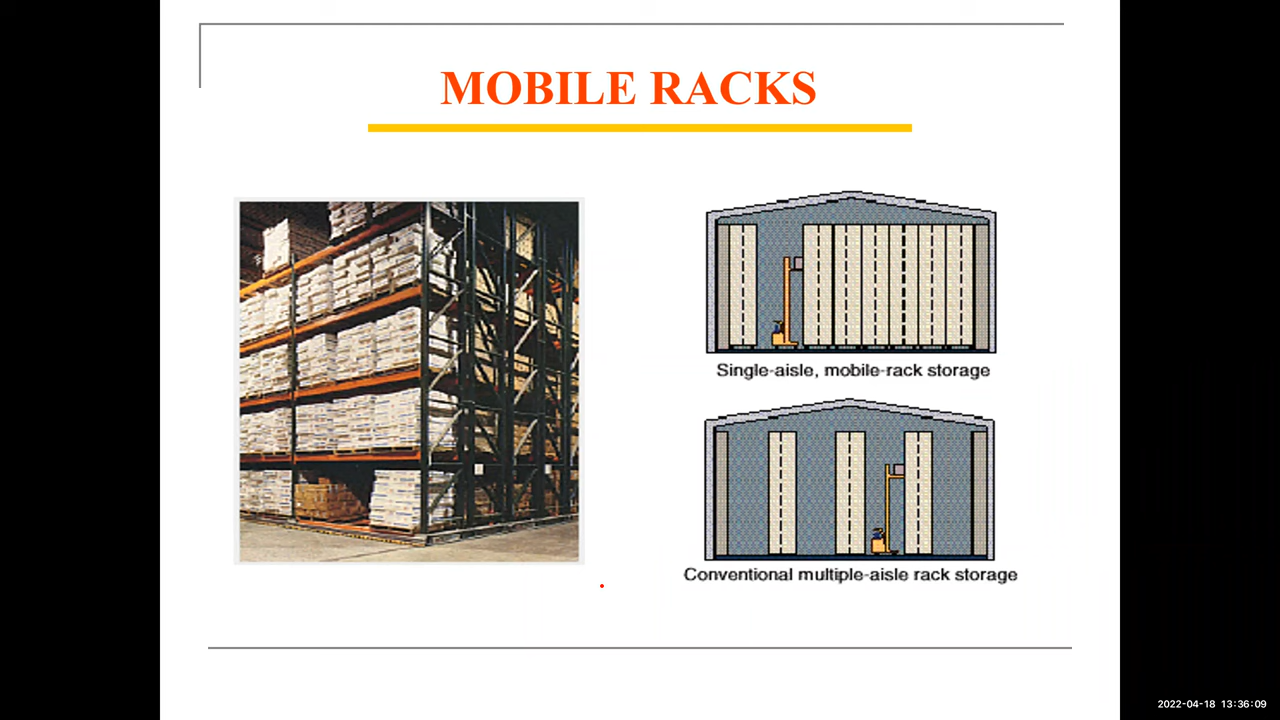 MOBILE RACKS
Single-aisle, mobile-rack storage
Conventional multiple-aisle rack storage
2022-04-18 13:36:09